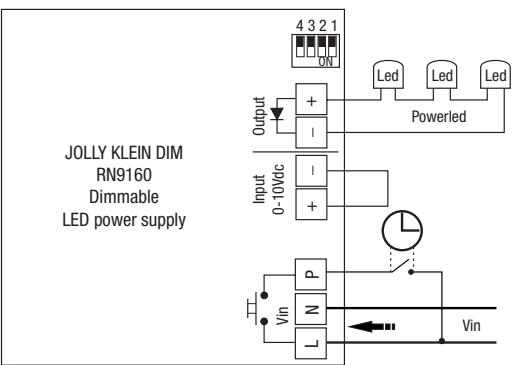 4 3 2 1
ON
Led Led Led
Powerled
Output
+
–
JOLLY KLEIN DIM
RN9160
Dimmable
LED power supply
Input
0-10Vdc
–
+
Vin
P
N
L
Vin